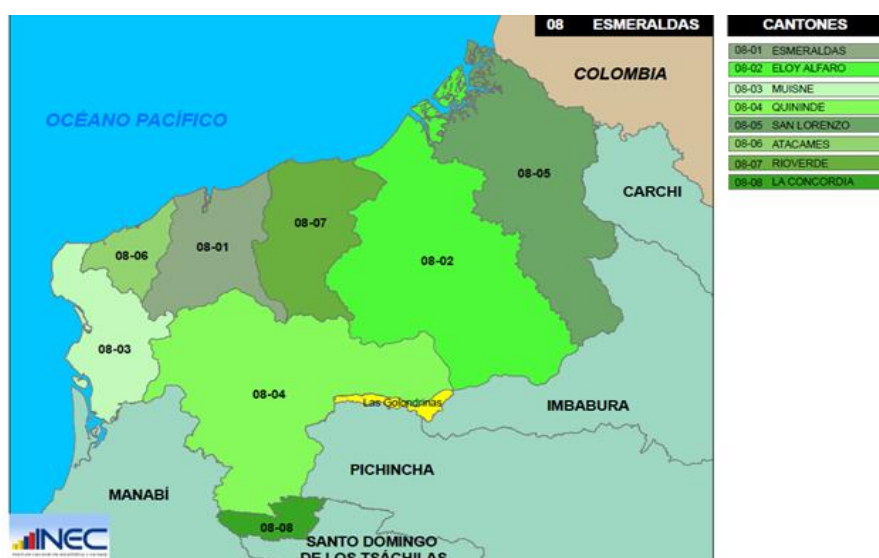 08 ESMERALDAS
CANTONES
08-01 ESMERALDAS
08-02 ELOY ALFARO
08-03 MUISNE
08-04 QUININDE
08-05 SAN LORENZO
08-06 ATACAMES
08-07 RIOVERDE
08-08 LA CONCORDIA
COLOMBIA
OCÉANO PACÍFICO
08-05
CARCHI
08-07
08-01
08-06
08-02
08-03
08-04
Las Golondrinas
IMBABURA
PICHINCHA
MANABÍ
08-08
SANTO DOMINGO
DE LOS TSÁCHILAS
INEC